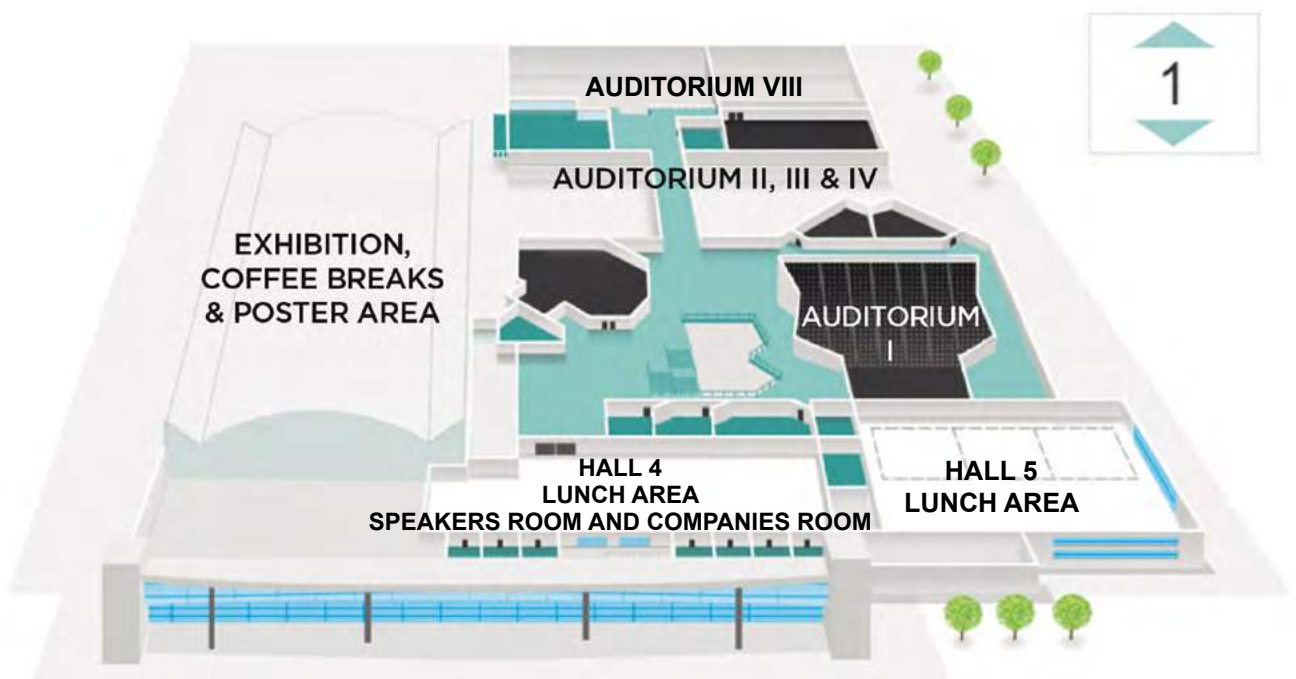 1
AUDITORIUM VIII
AUDITORIUM II, III & IV
EXHIBITION,
COFFEE BREAKS
& POSTER AREA
AUDITORIUM
I
HALL 4
LUNCH AREA
SPEAKERS ROOM AND COMPANIES ROOM
HALL 5
LUNCH AREA